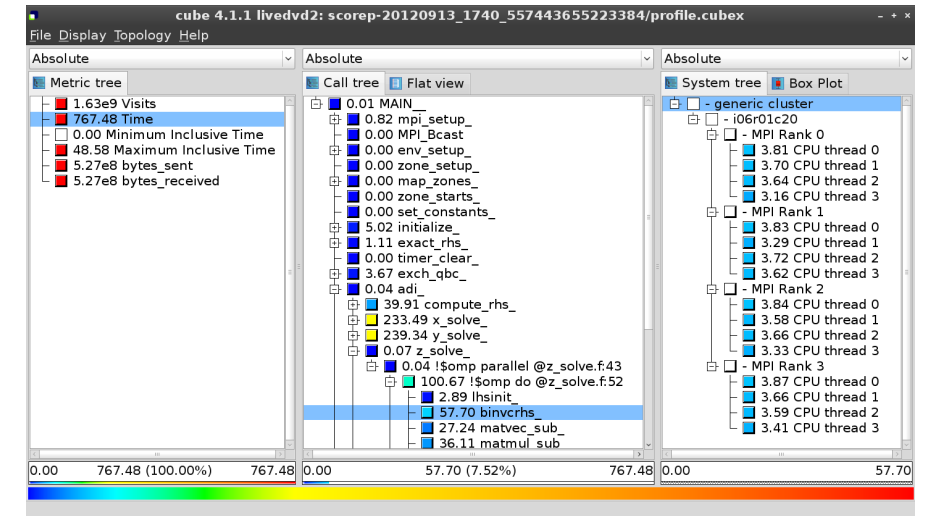 cube 4.1.1 livedvd2: scorep-20120913_1740_557443655223384/profile.cubex
File Display Topology Help
Absolute
Metric tree
1.63e9 Visits
767.48 Time
0.00 Minimum Inclusive Time
48.58 Maximum Inclusive Time
5.27e8 bytes_sent
5.27e8 bytes_received
0.00 767.48 (100.00%) 767.48
Absolute
Call tree Flat view
0.01 MAIN__
0.82 mpi_setup_
0.00 MPI_Bcast
0.00 env_setup_
0.00 zone_setup_
0.00 map_zones_
0.00 zone_starts_
0.00 set_constants_
5.02 initialize_
1.11 exact_rhs_
0.00 timer_clear_
3.67 exch_qbc_
0.04 adi_
39.91 compute_rhs_
233.49 x_solve_
239.34 y_solve_
0.07 z_solve_
0.04 !$omp parallel @z_solve.f:43
100.67 !$omp do @z_solve.f:52
2.89 lhsinit_
57.70 binvcrhs_
27.24 matvec_sub_
36.11 matmul_sub
0.00 57.70 (7.52%) 767.48
Absolute
System tree Box Plot
- generic cluster
- i06r01c20
- MPI Rank 0
3.81 CPU thread 0
3.70 CPU thread 1
3.64 CPU thread 2
3.16 CPU thread 3
- MPI Rank 1
3.83 CPU thread 0
3.29 CPU thread 1
3.72 CPU thread 2
3.62 CPU thread 3
- MPI Rank 2
3.84 CPU thread 0
3.58 CPU thread 1
3.66 CPU thread 2
3.33 CPU thread 3
- MPI Rank 3
3.87 CPU thread 0
3.66 CPU thread 1
3.59 CPU thread 2
3.41 CPU thread 3
0.00 57.70